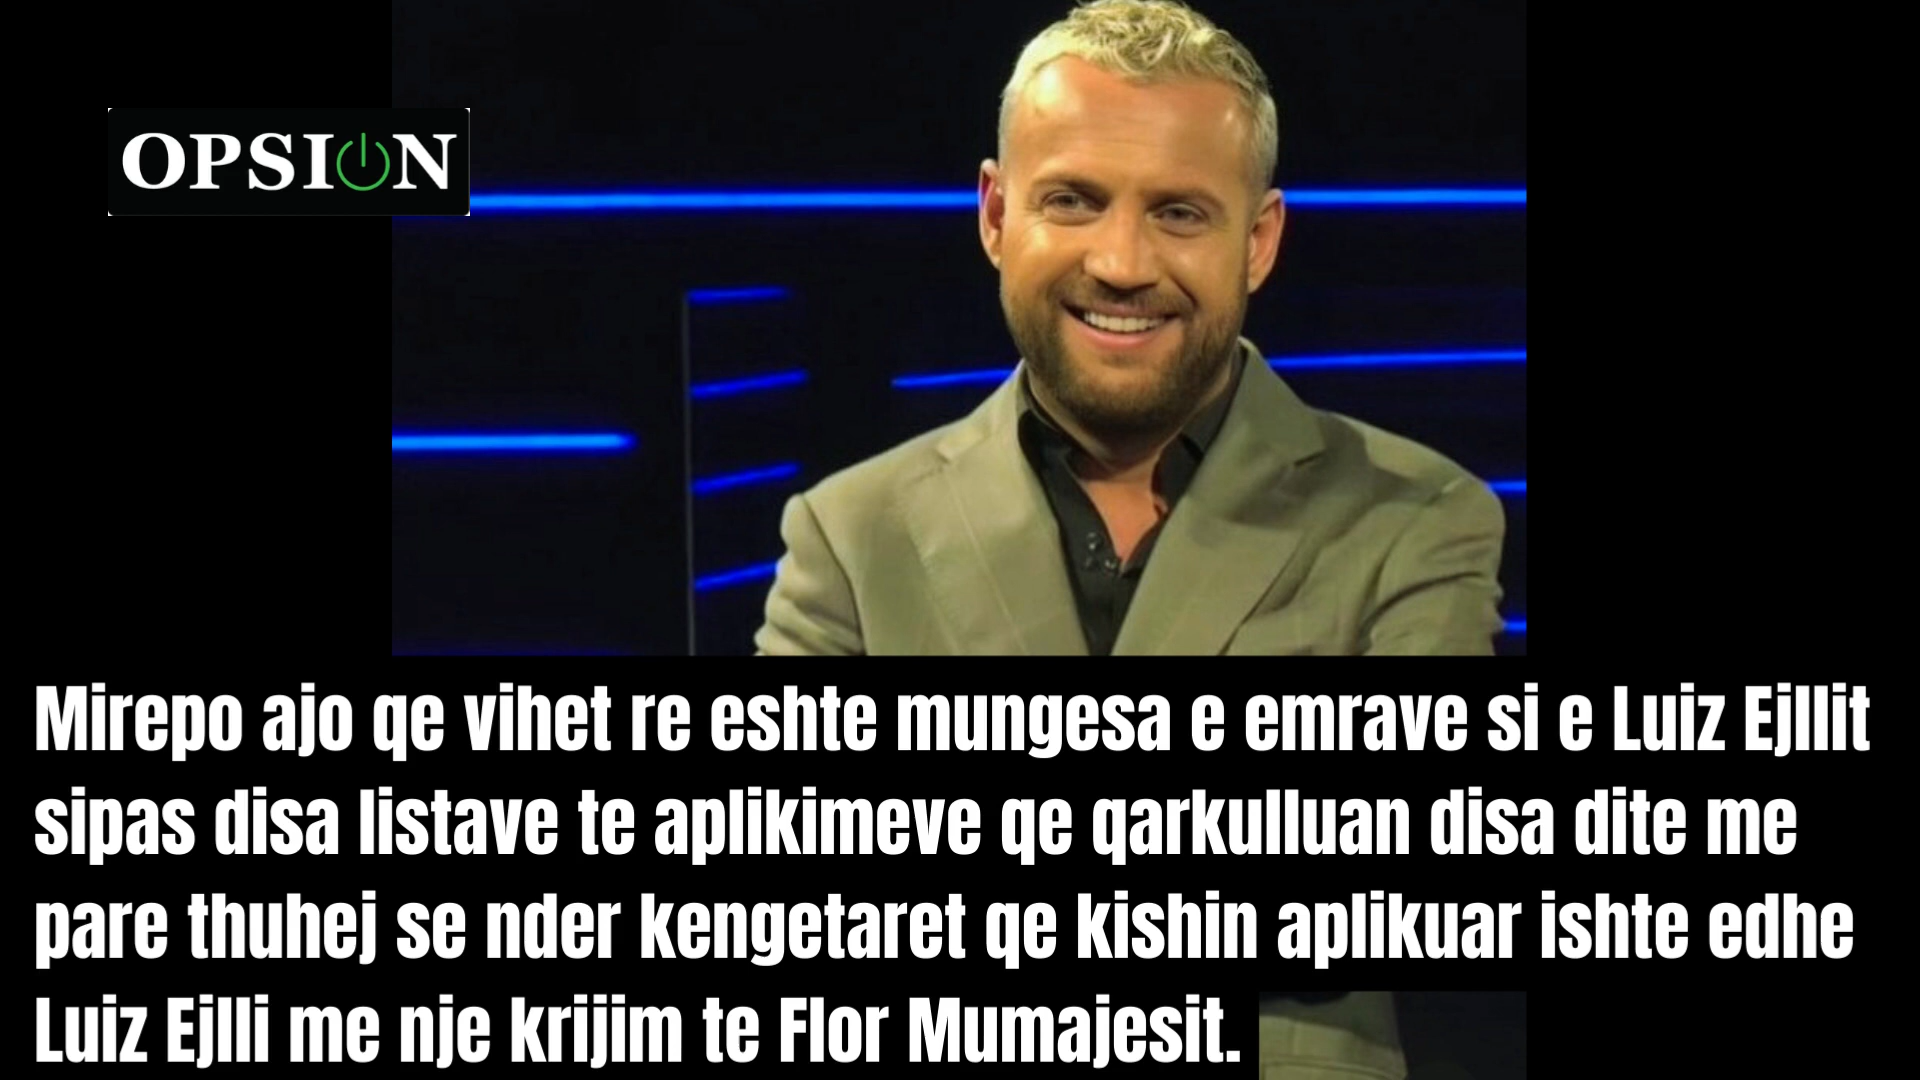 OPSION
Mirepo ajo qe vihet re eshte mungesa e emrave si e Luiz Ejllit
sipas disa listave te aplikimeve qe qarkulluan disa dite me
pare thuhej se nder kengetaret qe kishin aplikuar ishte edhe
Luiz Ejlli me nje krijim te Flor Mumajesit.